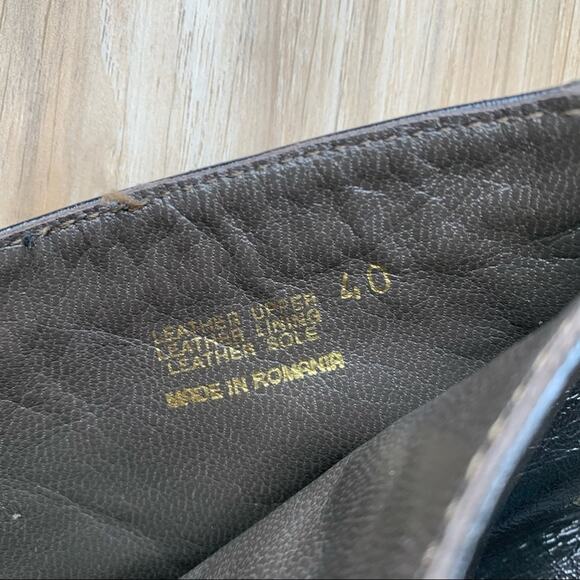 LEATHER UPPER 40
LEATHER LINING
LEATHER SOLE
MADE IN ROMANIA